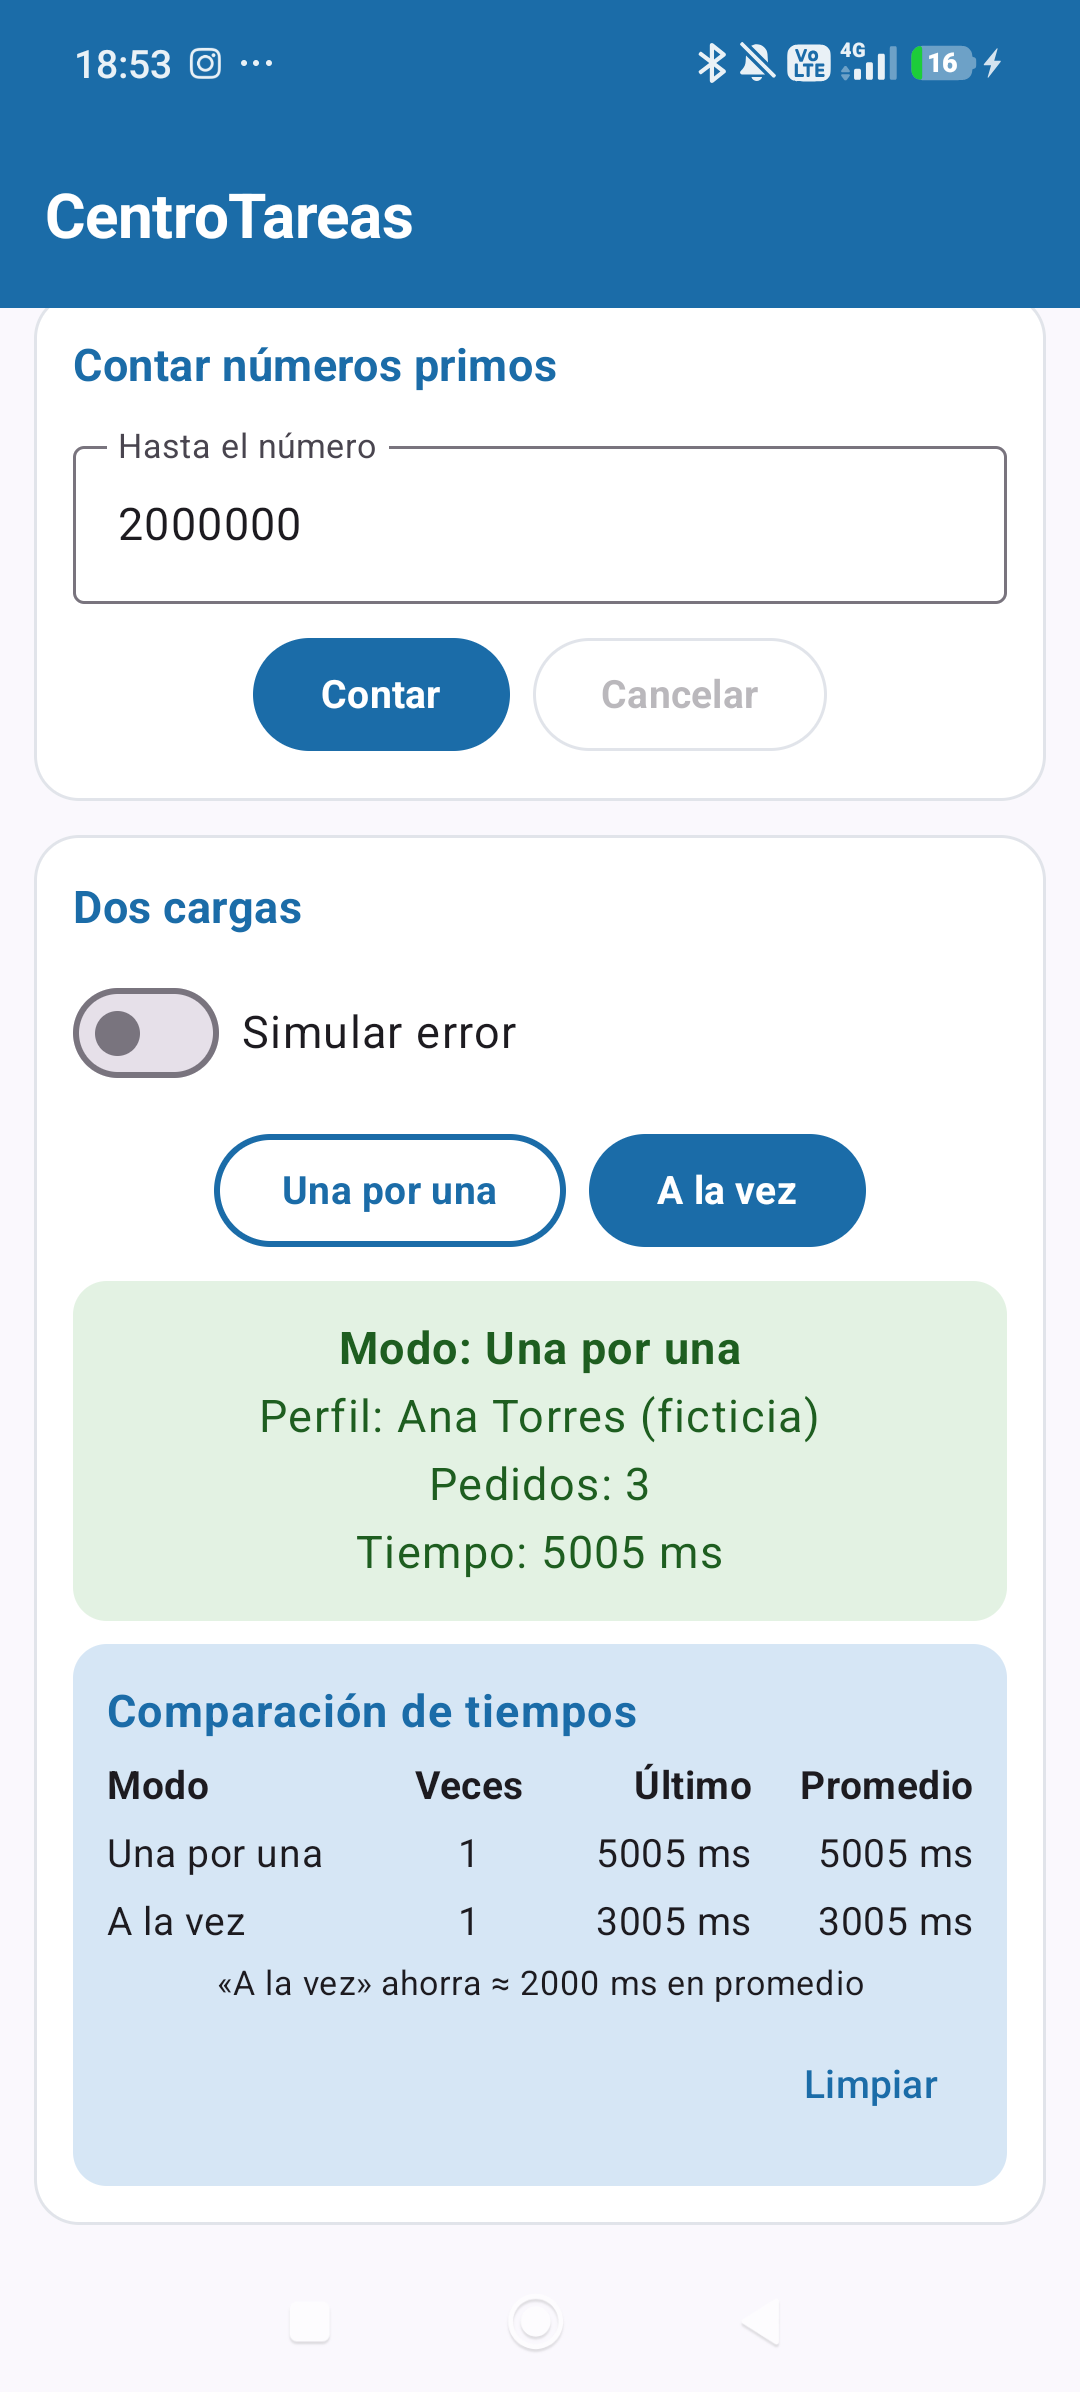 18:53 ... Vo LTE 4G 16
CentroTareas
Contar números primos
Hasta el número
2000000
Contar Cancelar
Dos cargas
Simular error
Una por una A la vez
Modo: Una por una
Perfil: Ana Torres (ficticia)
Pedidos: 3
Tiempo: 5005 ms
Comparación de tiempos
Modo Veces Último Promedio
Una por una 1 5005 ms 5005 ms
A la vez 1 3005 ms 3005 ms
«A la vez» ahorra ≈ 2000 ms en promedio
Limpiar